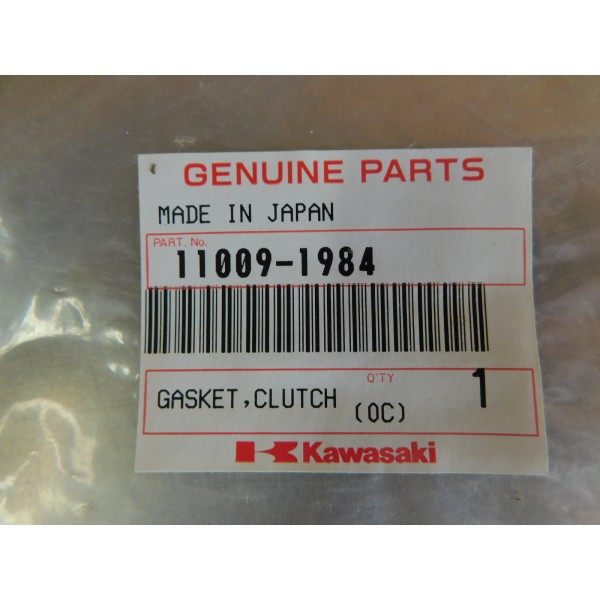 GENUINE PARTS
MADE IN JAPAN
PART. No.
11009-1984
Q'TY
GASKET,CLUTCH (OC) 1
Kawasaki